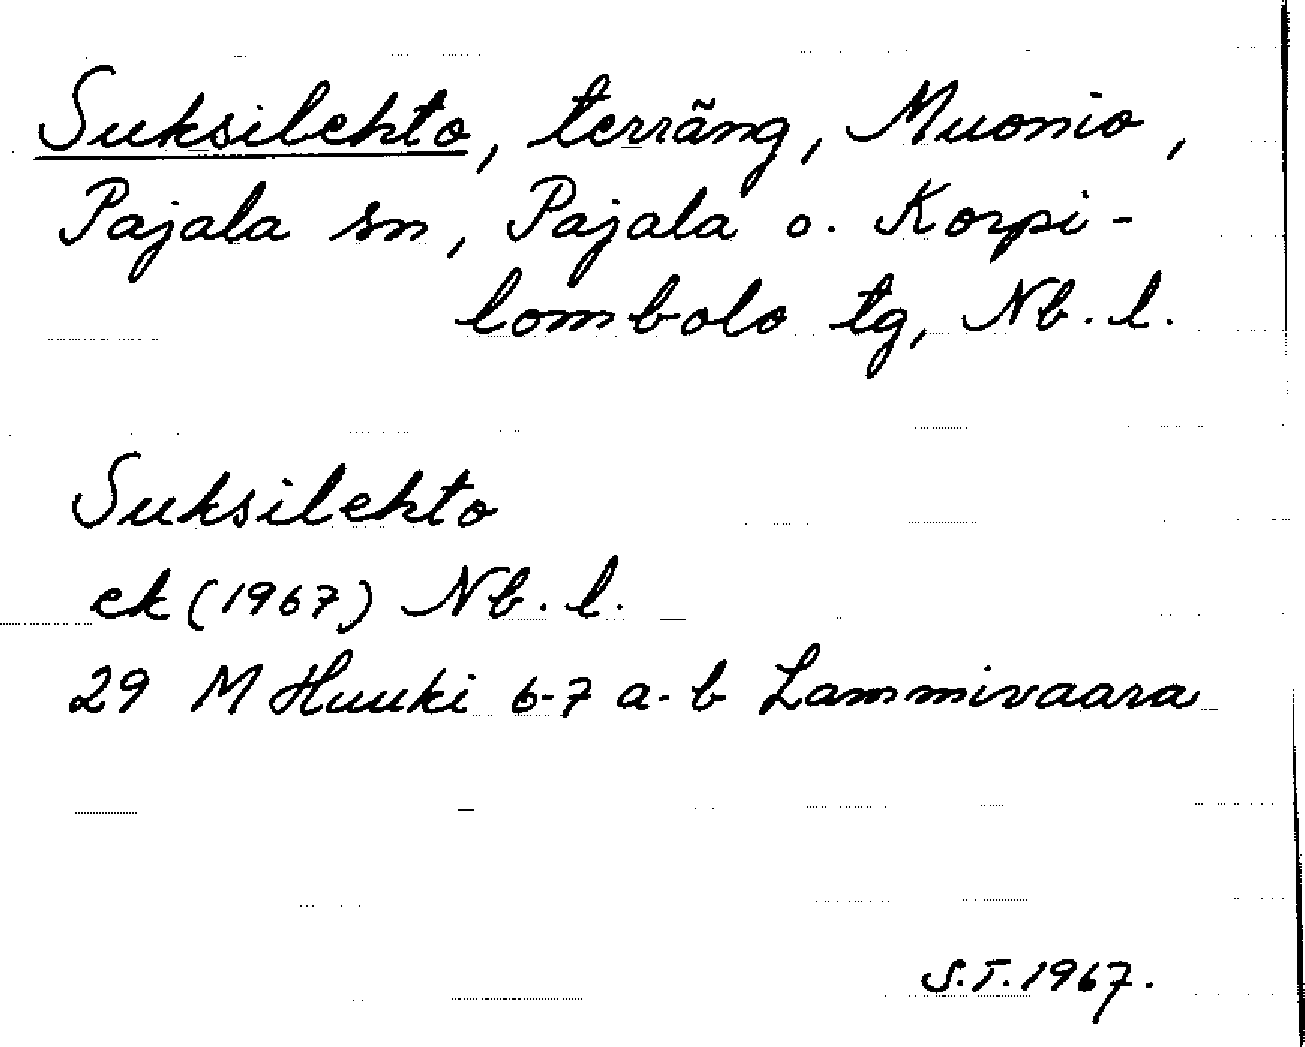 Suksilehto, terräng, Muonio,
Pajala sn, Pajala o. Korpi-
lombolo tg, Nb. l.
Suksilehto
ek (1967) Nb. l.
29 M Huuki 6-7 a-b Lammivaara
S.T. 1967.